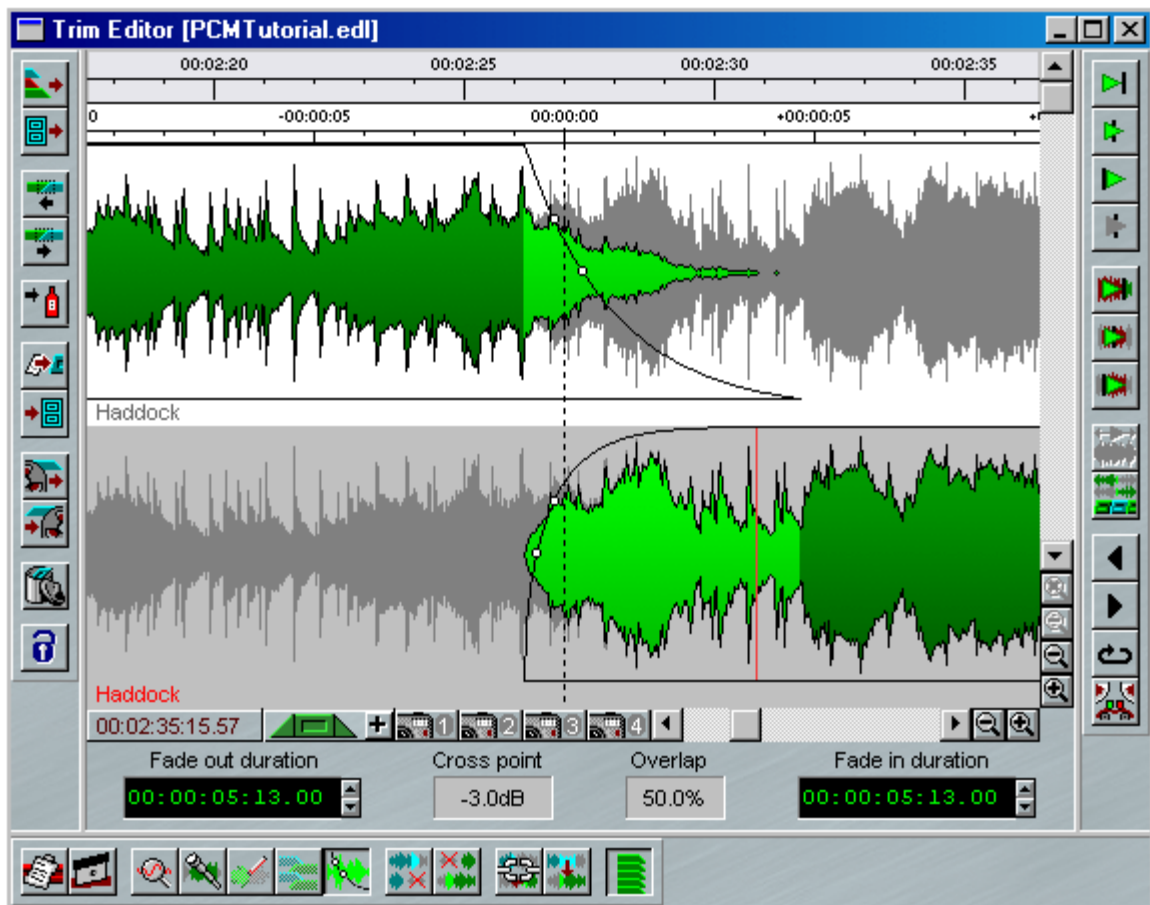 Trim Editor [PCMTutorial.edl]
00:02:20 00:02:25 00:02:30 00:02:35
0 -00:00:05 00:00:00 +00:00:05
Haddock
Haddock
00:02:35:15.57 1 2 3 4
Fade out duration Cross point Overlap Fade in duration
00:00:05:13.00 -3.0dB 50.0% 00:00:05:13.00